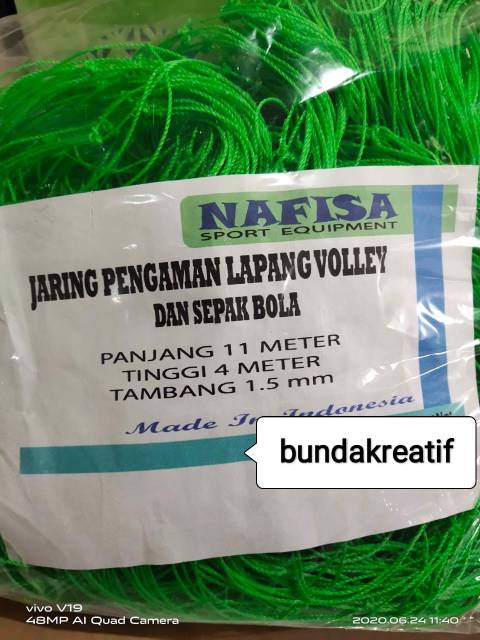 NAFISA
SPORT EQUIPMENT
JARING PENGAMAN LAPANG VOLLEY
DAN SEPAK BOLA
PANJANG 11 METER
TINGGI 4 METER
TAMBANG 1.5 mm
Made In Indonesia
bundakreatif
vivo V19
48MP AI Quad Camera
2020.06.24 11:40